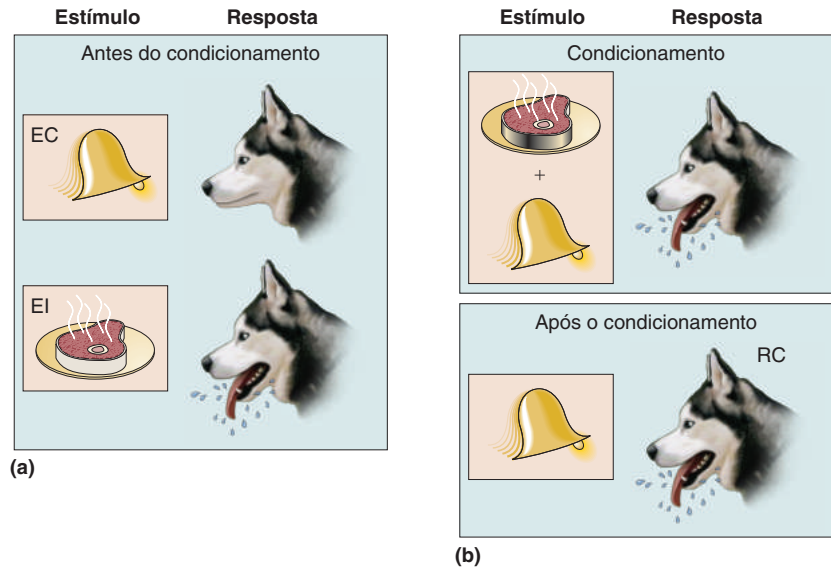 Estímulo Resposta
Antes do condicionamento
EC
EI
(a)
Estímulo Resposta
Condicionamento
+
Após o condicionamento
RC
(b)